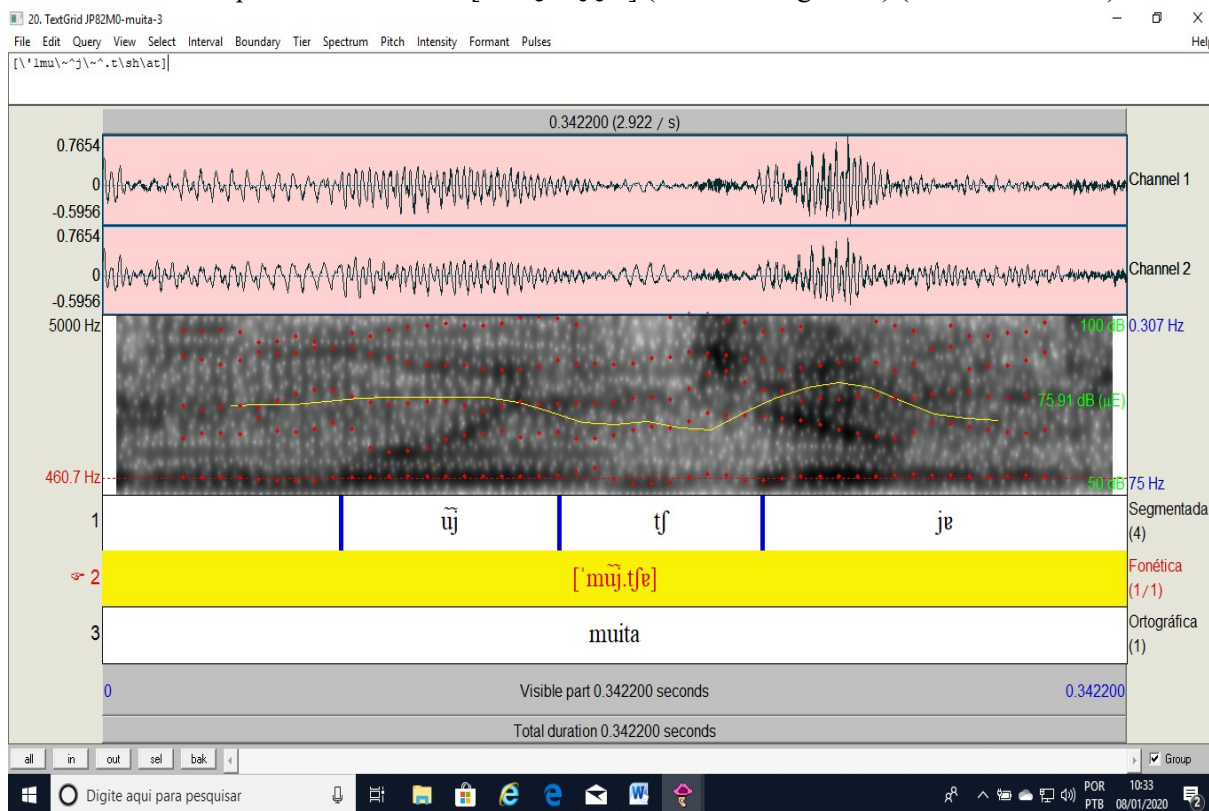 20. TextGrid JP82M0-muita-3
File Edit Query View Select Interval Boundary Tier Spectrum Pitch Intensity Formant Pulses
Help
[\'1mu\~^j\~^.t\sh\at]
0.342200 (2.922 / s)
0.7654
0
-0.5956
Channel 1
0.7654
0
-0.5956
Channel 2
5000 Hz
100 dB
0.307 Hz
75.91 dB (µE)
460.7 Hz
50 dB
75 Hz
1
ũj̃
tʃ
jɐ
Segmentada
(4)
2
[ˈmũj̃.tʃɐ]
Fonética
(1/1)
3
muita
Ortográfica
(1)
0
Visible part 0.342200 seconds
0.342200
Total duration 0.342200 seconds
all in out sel bak
Group
Digite aqui para pesquisar
POR
PTB
10:33
08/01/2020
2